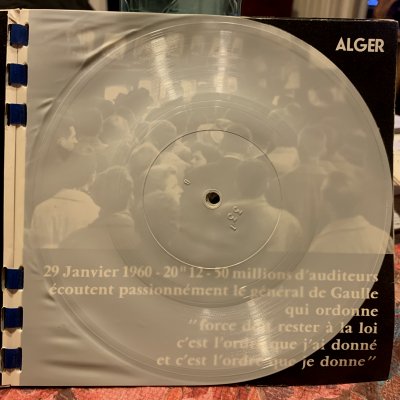 ALGER
33
29 Janvier 1960 - 20" 12 - 50 millions d'auditeurs
écoutent passionnément le général de Gaulle
qui ordonne
"force doit rester à la loi
c'est l'ordre que j'ai donné
et c'est l'ordre que je donne"